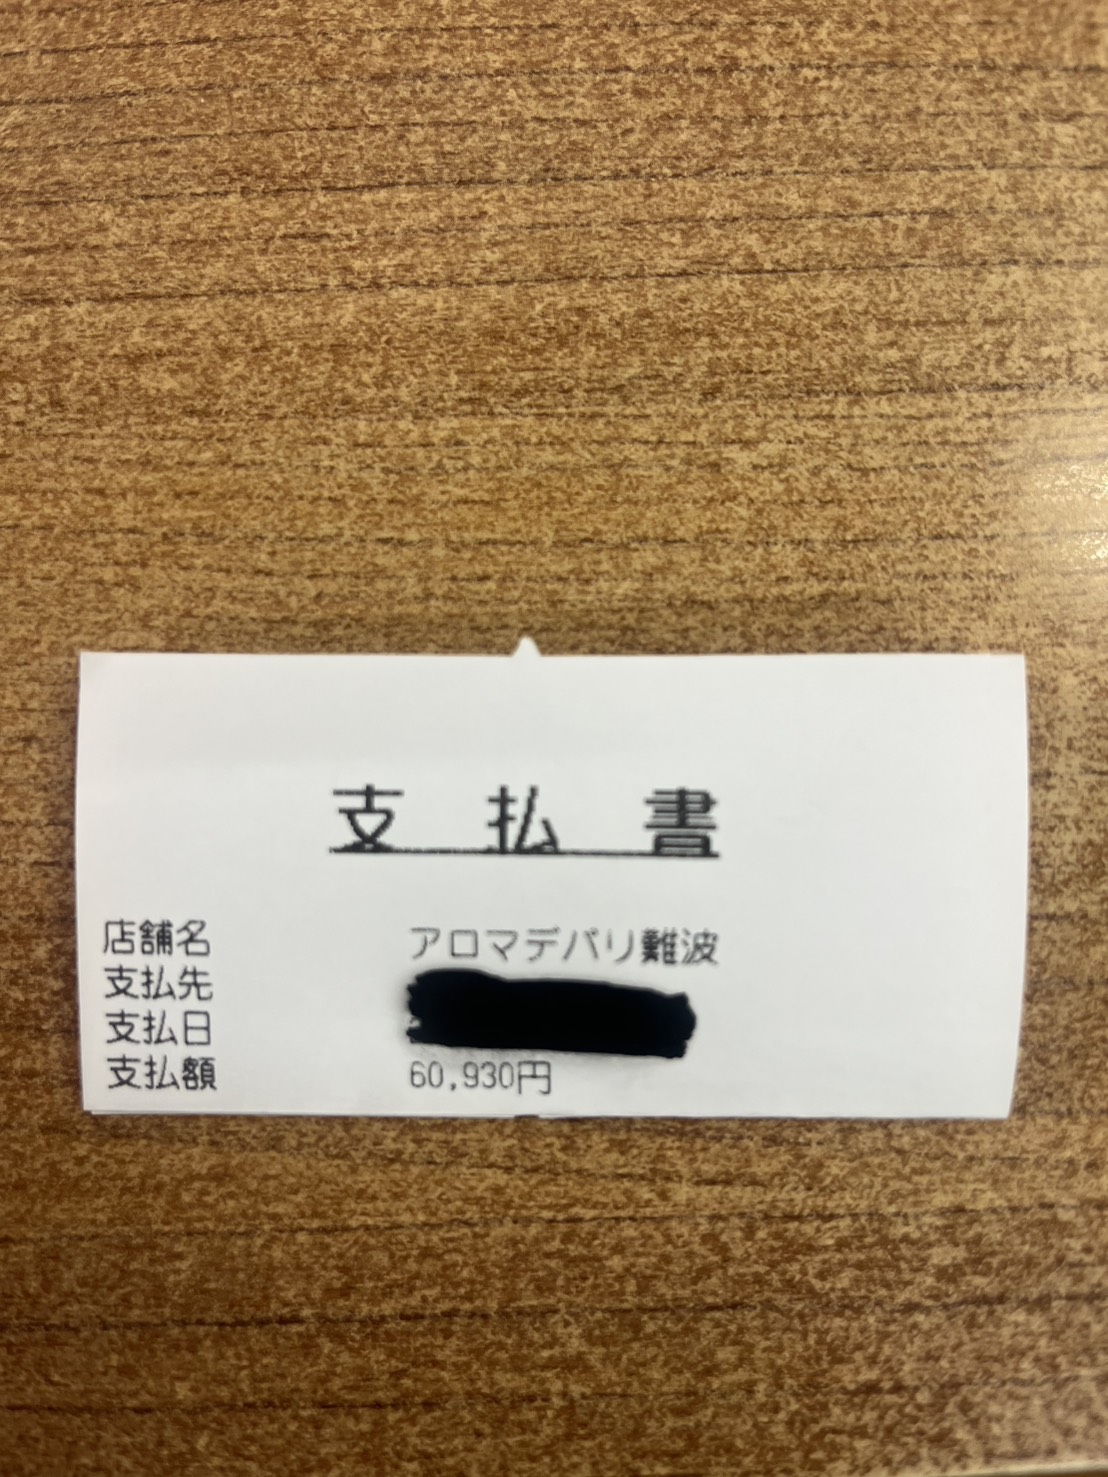 支払書
店舗名 アロマデパリ難波
支払先
支払日
支払額 60,930円